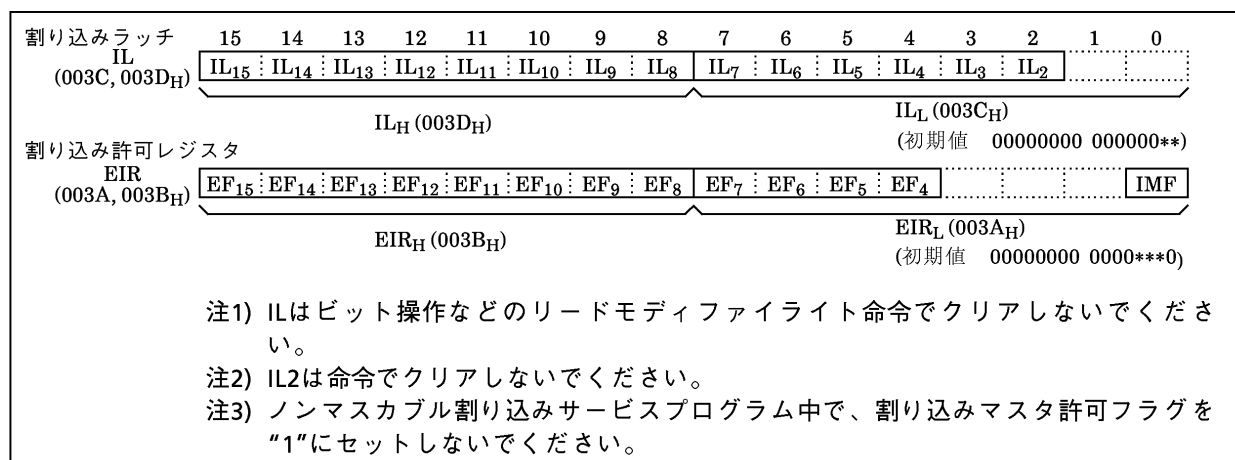 割り込みラッチ 15 14 13 12 11 10 9 8 7 6 5 4 3 2 1 0
IL
(003C, 003DH) IL15 IL14 IL13 IL12 IL11 IL10 IL9 IL8 IL7 IL6 IL5 IL4 IL3 IL2
ILH (003DH) ILL (003CH)
(初期値 00000000 000000**)
割り込み許可レジスタ
EIR
(003A, 003BH) EF15 EF14 EF13 EF12 EF11 EF10 EF9 EF8 EF7 EF6 EF5 EF4 IMF
EIRH (003BH) EIRL (003AH)
(初期値 00000000 0000***0)
注1) ILはビット操作などのリードモディファイライト命令でクリアしないでくださ
い。
注2) IL2は命令でクリアしないでください。
注3) ノンマスカブル割り込みサービスプログラム中で、割り込みマスタ許可フラグを
“1”にセットしないでください。